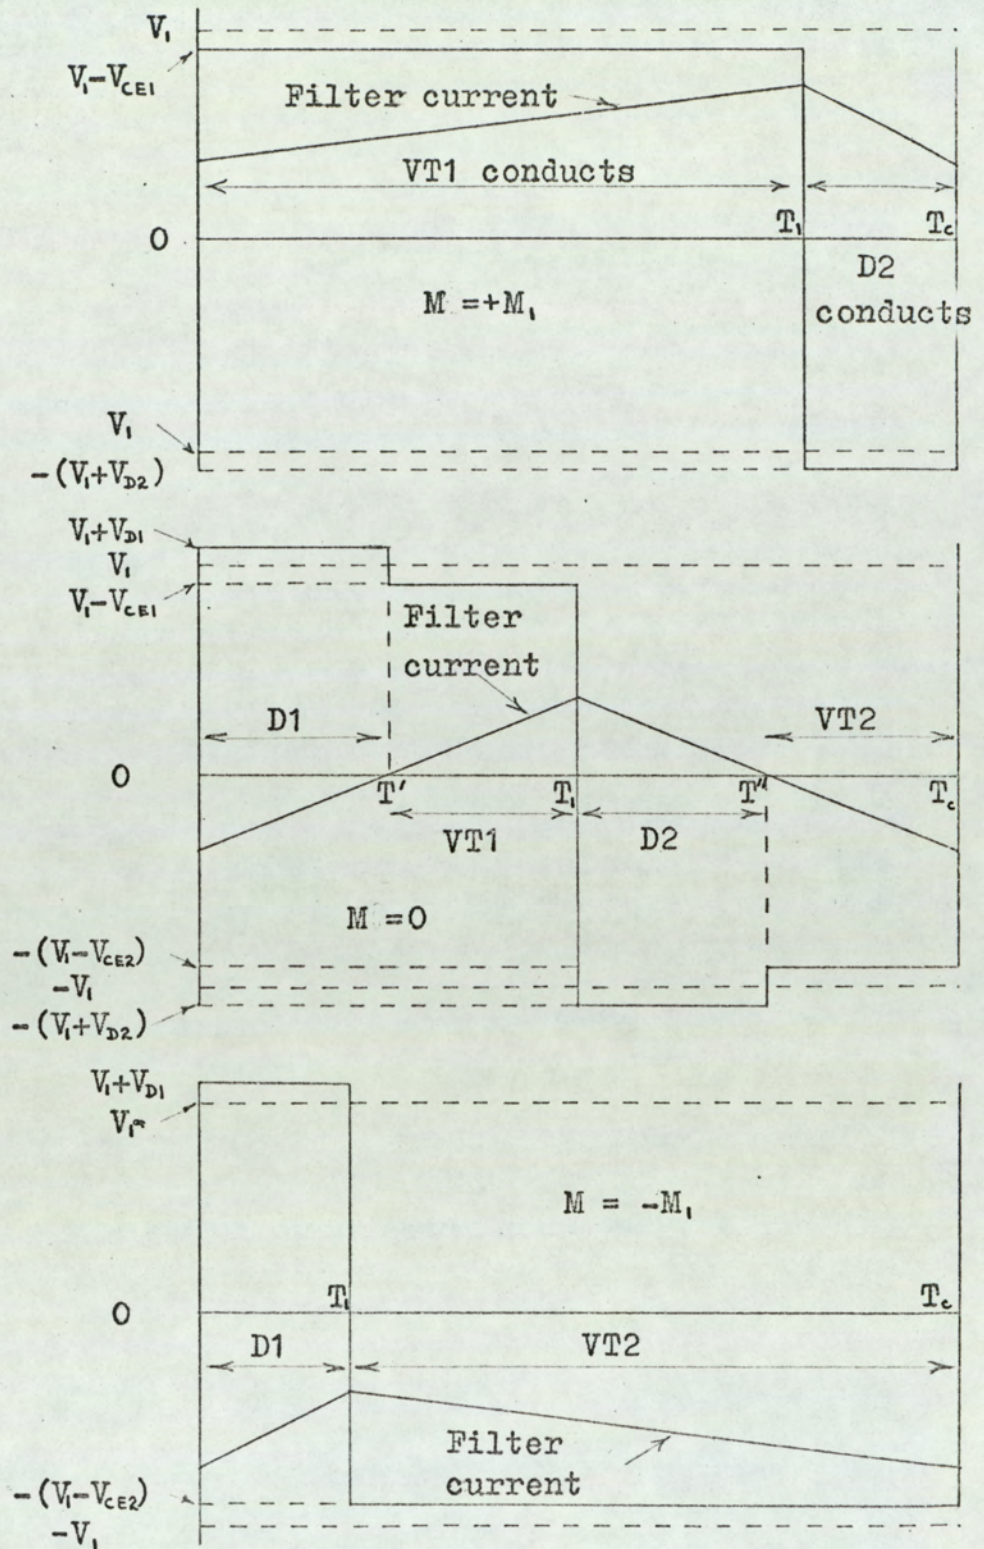 V₁
V₁–V_CE1
Filter current
VT1 conducts
T₁
T_c
0
D2
conducts
M =+M₁
V₁
–(V₁+V_D2)
V₁+V_D1
V₁
V₁–V_CE1
Filter
current
D1
VT2
0
T'
T₁
T"
T_c
VT1
D2
M =0
–(V₁–V_CE2)
–V₁
–(V₁+V_D2)
V₁+V_D1
V₁
M = -M₁
T₁
T_c
0
D1
VT2
Filter
current
–(V₁–V_CE2)
–V₁